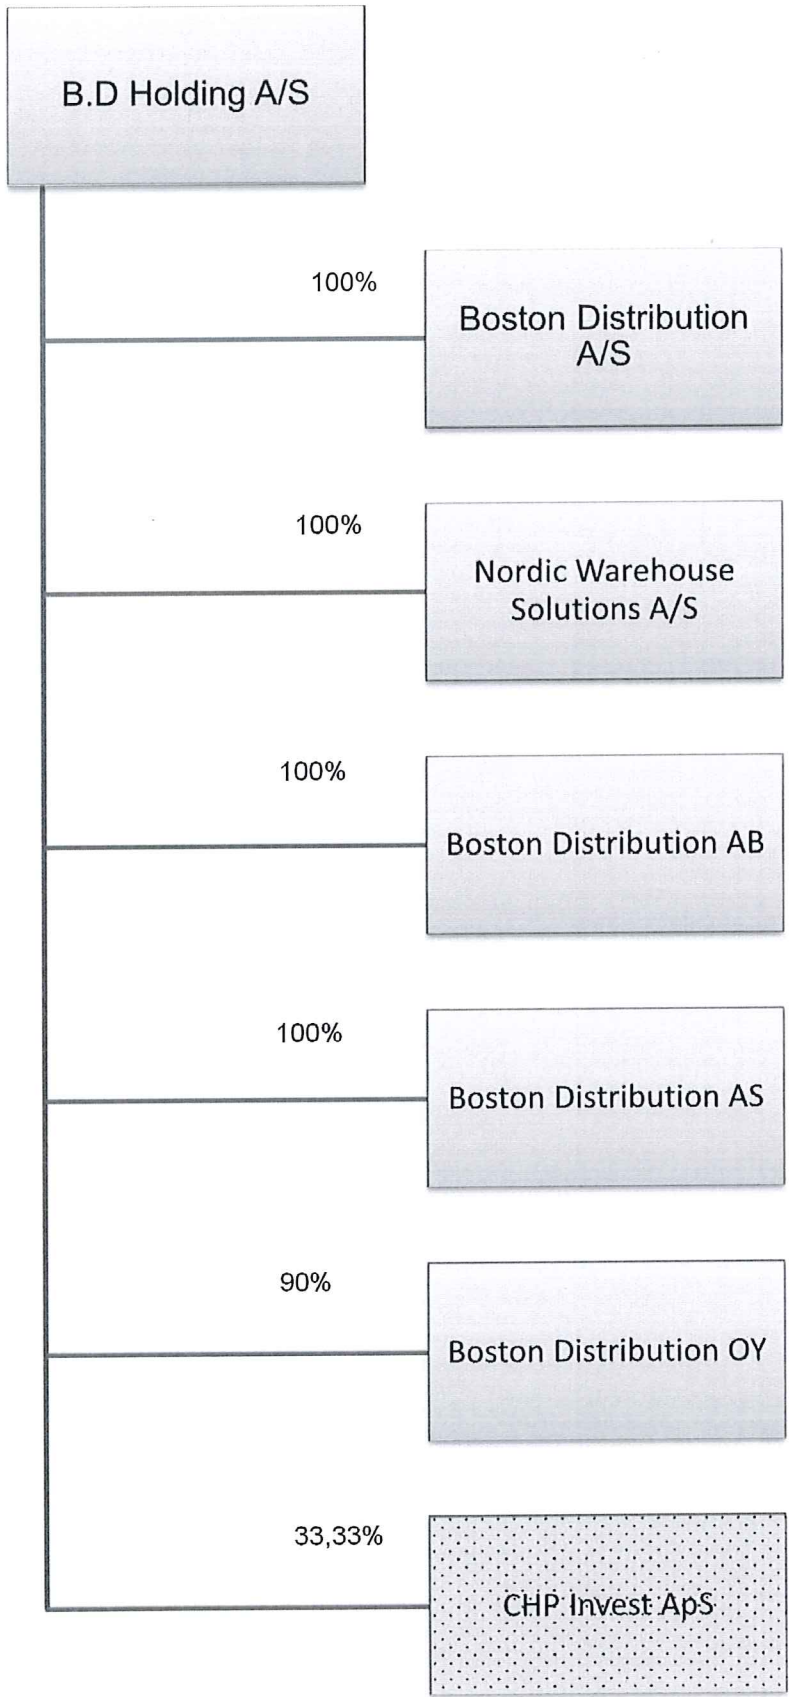 B.D Holding A/S
100%
Boston Distribution
A/S
100%
Nordic Warehouse
Solutions A/S
100%
Boston Distribution AB
100%
Boston Distribution AS
90%
Boston Distribution OY
33,33%
CHP Invest ApS